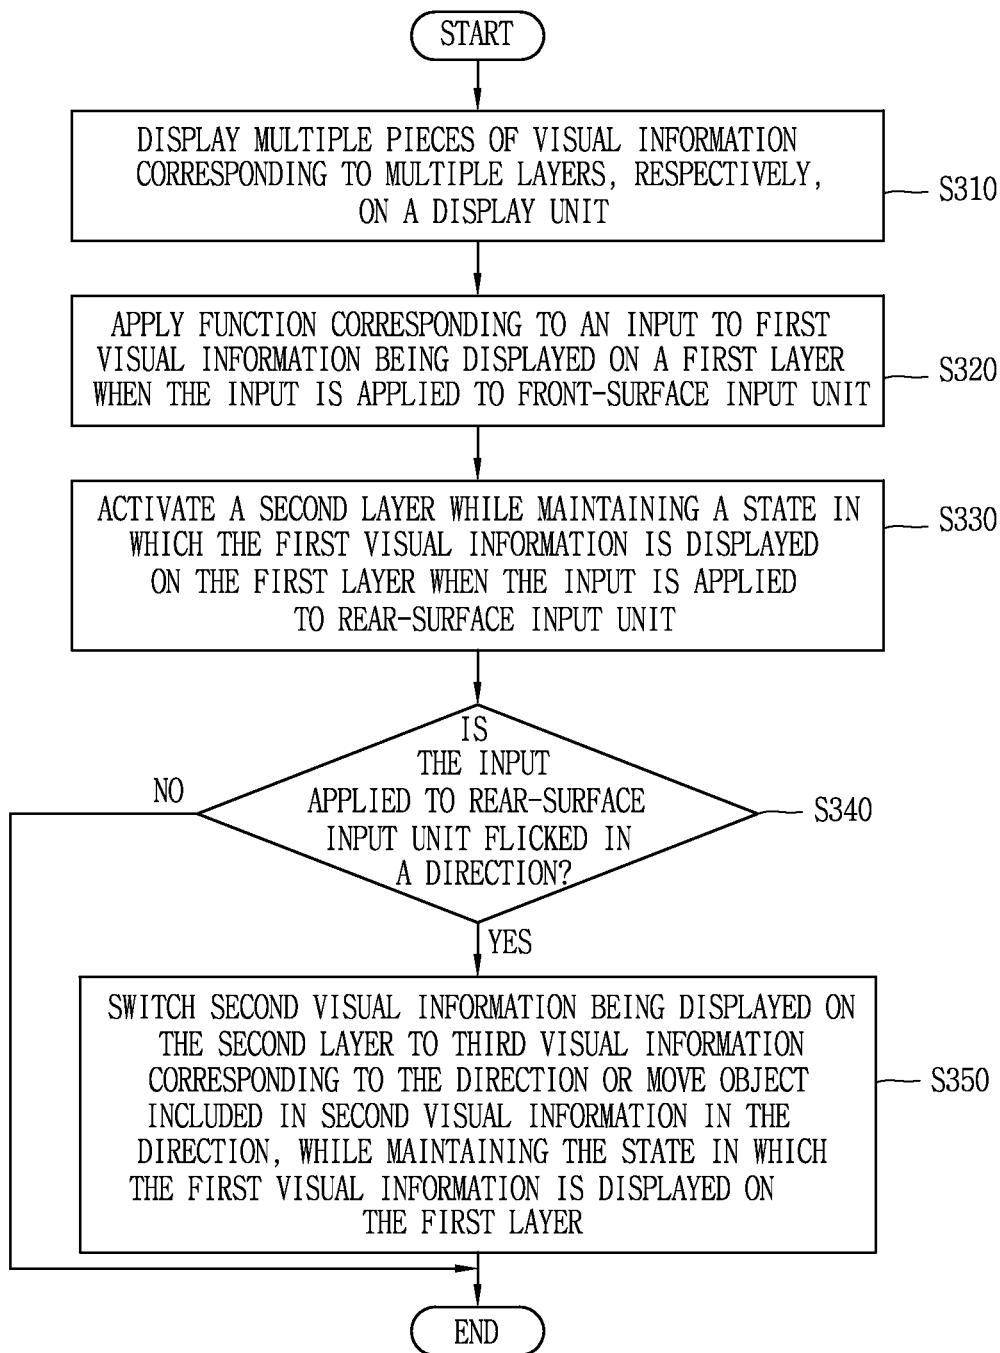 START
DISPLAY MULTIPLE PIECES OF VISUAL INFORMATION
CORRESPONDING TO MULTIPLE LAYERS, RESPECTIVELY,
ON A DISPLAY UNIT
S310
APPLY FUNCTION CORRESPONDING TO AN INPUT TO FIRST
VISUAL INFORMATION BEING DISPLAYED ON A FIRST LAYER
WHEN THE INPUT IS APPLIED TO FRONT-SURFACE INPUT UNIT
S320
ACTIVATE A SECOND LAYER WHILE MAINTAINING A STATE IN
WHICH THE FIRST VISUAL INFORMATION IS DISPLAYED
ON THE FIRST LAYER WHEN THE INPUT IS APPLIED
TO REAR-SURFACE INPUT UNIT
S330
IS
THE INPUT
APPLIED TO REAR-SURFACE
INPUT UNIT FLICKED IN
A DIRECTION?
S340
NO
YES
SWITCH SECOND VISUAL INFORMATION BEING DISPLAYED ON
THE SECOND LAYER TO THIRD VISUAL INFORMATION
CORRESPONDING TO THE DIRECTION OR MOVE OBJECT
INCLUDED IN SECOND VISUAL INFORMATION IN THE
DIRECTION, WHILE MAINTAINING THE STATE IN WHICH
THE FIRST VISUAL INFORMATION IS DISPLAYED ON
THE FIRST LAYER
S350
END